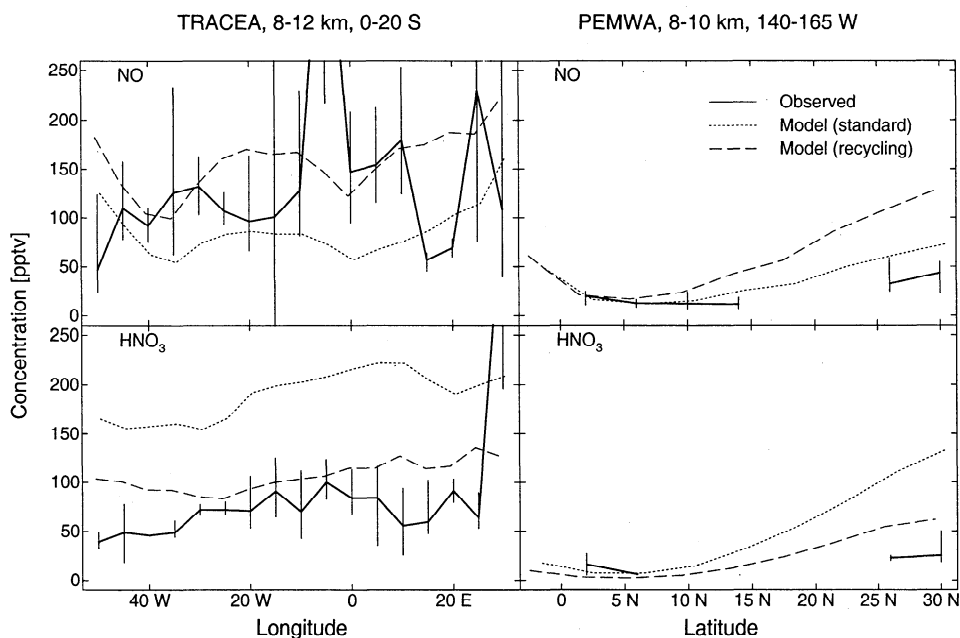 TRACEA, 8-12 km, 0-20 S
PEMWA, 8-10 km, 140-165 W
NO
NO
250
200
150
100
50
0
Observed
Model (standard)
Model (recycling)
Concentration [pptv]
HNO₃
HNO₃
250
200
150
100
50
0
40 W
20 W
0
20 E
0
5 N
10 N
15 N
20 N
25 N
30 N
Longitude
Latitude